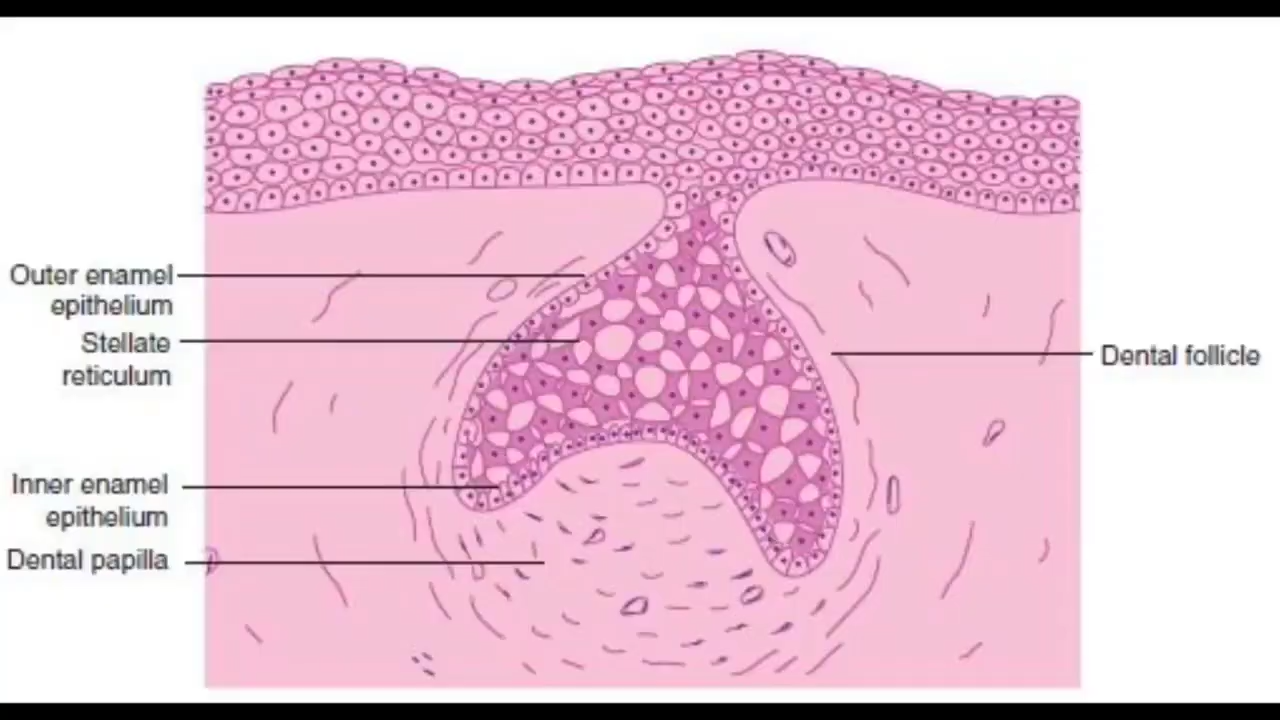 Outer enamel
epithelium
Stellate
reticulum
Dental follicle
Inner enamel
epithelium
Dental papilla